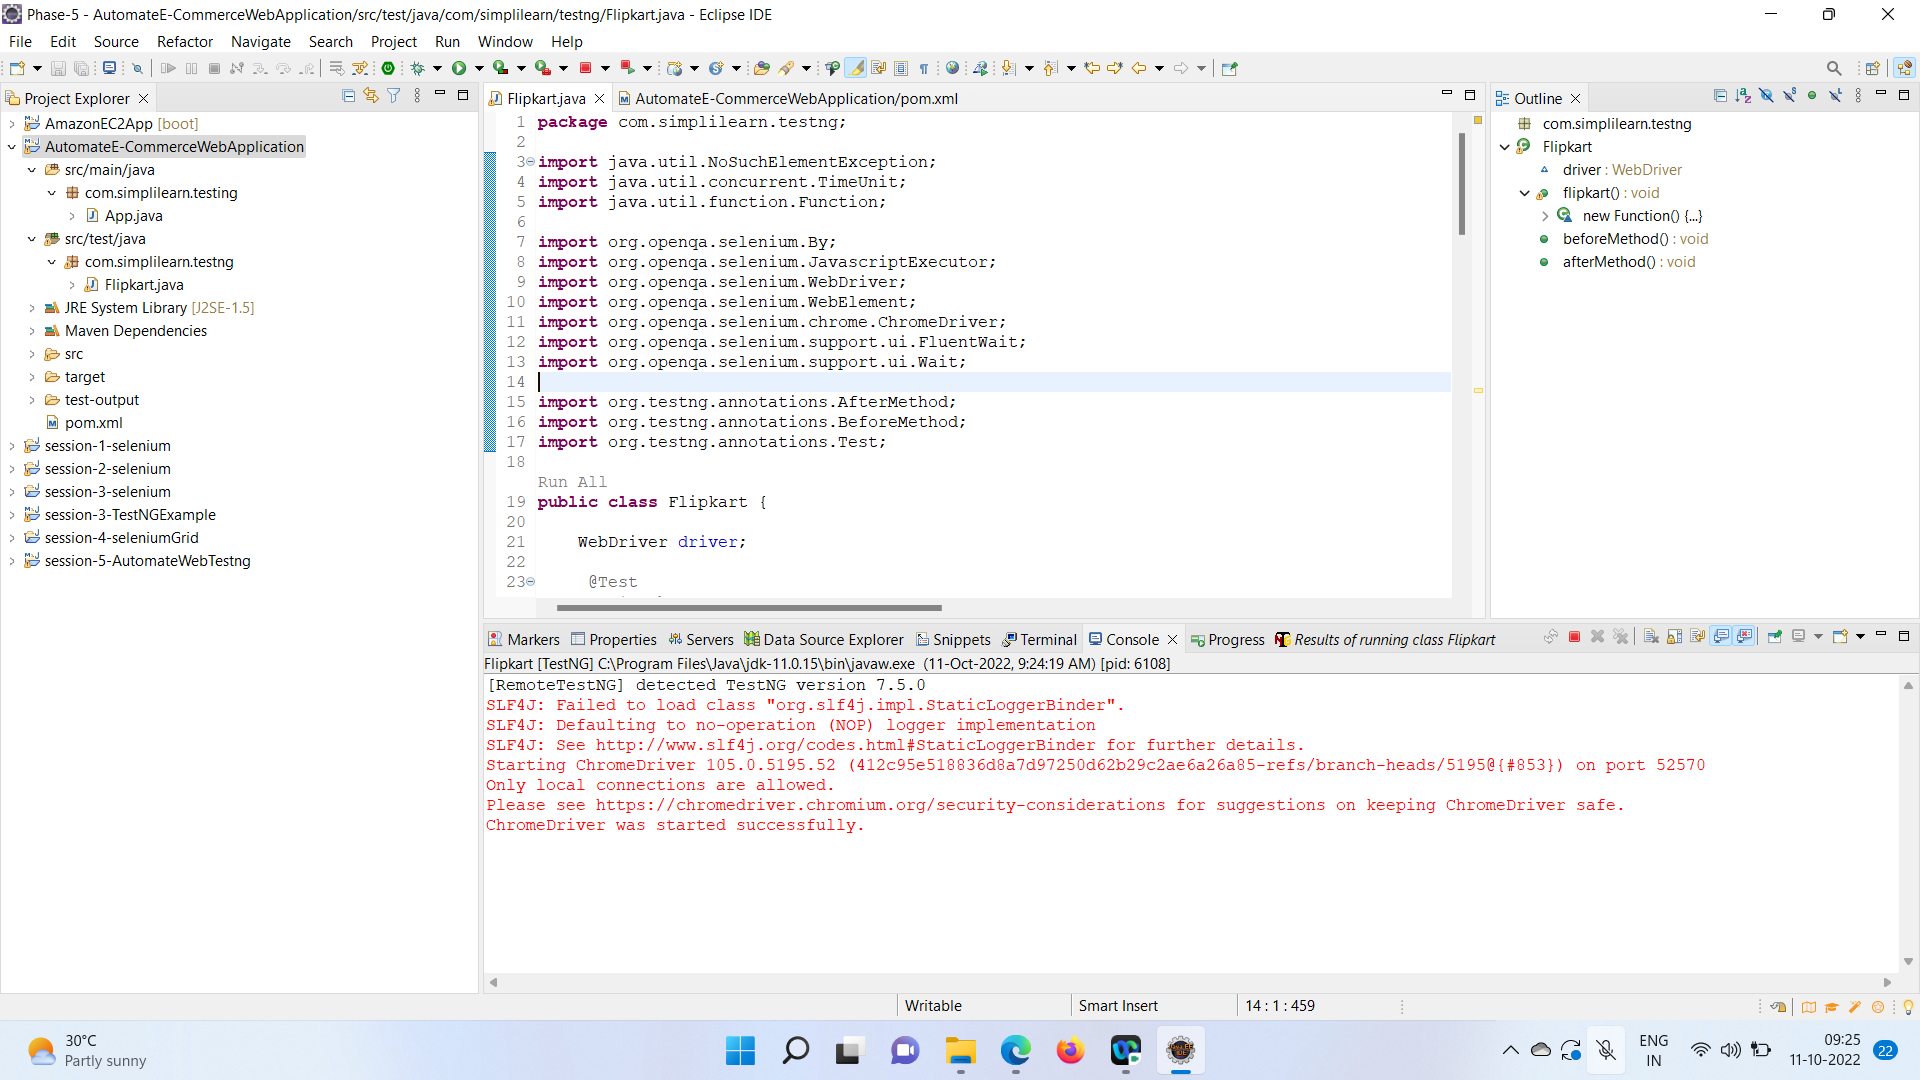 Phase-5 - AutomateE-CommerceWebApplication/src/test/java/com/simplilearn/testng/Flipkart.java - Eclipse IDE
File Edit Source Refactor Navigate Search Project Run Window Help
Project Explorer
AmazonEC2App [boot]
AutomateE-CommerceWebApplication
src/main/java
com.simplilearn.testing
App.java
src/test/java
com.simplilearn.testng
Flipkart.java
JRE System Library [J2SE-1.5]
Maven Dependencies
src
target
test-output
pom.xml
session-1-selenium
session-2-selenium
session-3-selenium
session-3-TestNGExample
session-4-seleniumGrid
session-5-AutomateWebTestng
Flipkart.java AutomateE-CommerceWebApplication/pom.xml
1 package com.simplilearn.testng;
2
3 import java.util.NoSuchElementException;
4 import java.util.concurrent.TimeUnit;
5 import java.util.function.Function;
6
7 import org.openqa.selenium.By;
8 import org.openqa.selenium.JavascriptExecutor;
9 import org.openqa.selenium.WebDriver;
10 import org.openqa.selenium.WebElement;
11 import org.openqa.selenium.chrome.ChromeDriver;
12 import org.openqa.selenium.support.ui.FluentWait;
13 import org.openqa.selenium.support.ui.Wait;
14
15 import org.testng.annotations.AfterMethod;
16 import org.testng.annotations.BeforeMethod;
17 import org.testng.annotations.Test;
18
Run All
19 public class Flipkart {
20
21 WebDriver driver;
22
23 @Test
Outline
com.simplilearn.testng
Flipkart
driver : WebDriver
flipkart() : void
new Function() {...}
beforeMethod() : void
afterMethod() : void
Markers Properties Servers Data Source Explorer Snippets Terminal Console Progress Results of running class Flipkart
Flipkart [TestNG] C:\Program Files\Java\jdk-11.0.15\bin\javaw.exe (11-Oct-2022, 9:24:19 AM) [pid: 6108]
[RemoteTestNG] detected TestNG version 7.5.0
SLF4J: Failed to load class "org.slf4j.impl.StaticLoggerBinder".
SLF4J: Defaulting to no-operation (NOP) logger implementation
SLF4J: See http://www.slf4j.org/codes.html#StaticLoggerBinder for further details.
Starting ChromeDriver 105.0.5195.52 (412c95e518836d8a7d97250d62b29c2ae6a26a85-refs/branch-heads/5195@{#853}) on port 52570
Only local connections are allowed.
Please see https://chromedriver.chromium.org/security-considerations for suggestions on keeping ChromeDriver safe.
ChromeDriver was started successfully.
Writable Smart Insert 14 : 1 : 459
30°C
Partly sunny
ENG
IN
09:25
11-10-2022
22